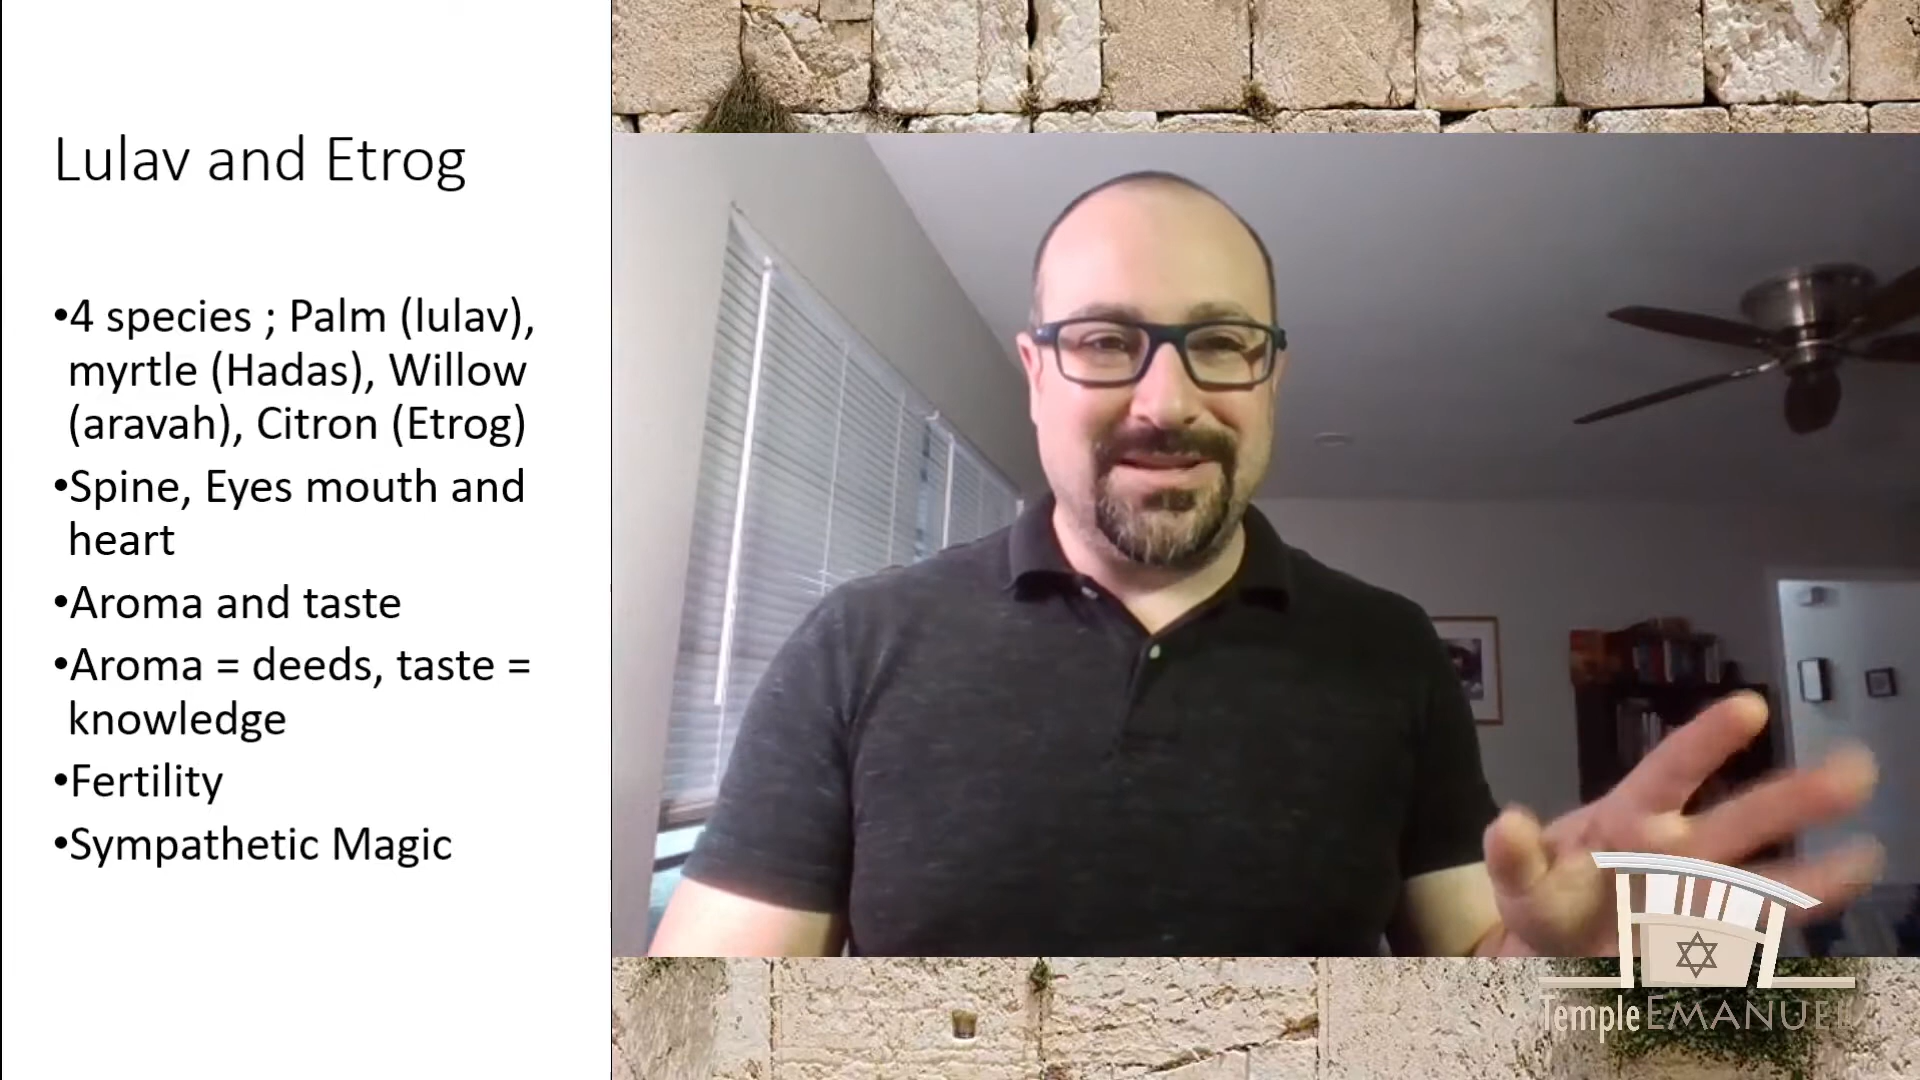 Lulav and Etrog
•4 species ; Palm (lulav),
myrtle (Hadas), Willow
(aravah), Citron (Etrog)
•Spine, Eyes mouth and
heart
•Aroma and taste
•Aroma = deeds, taste =
knowledge
•Fertility
•Sympathetic Magic
Temple EMANUEL